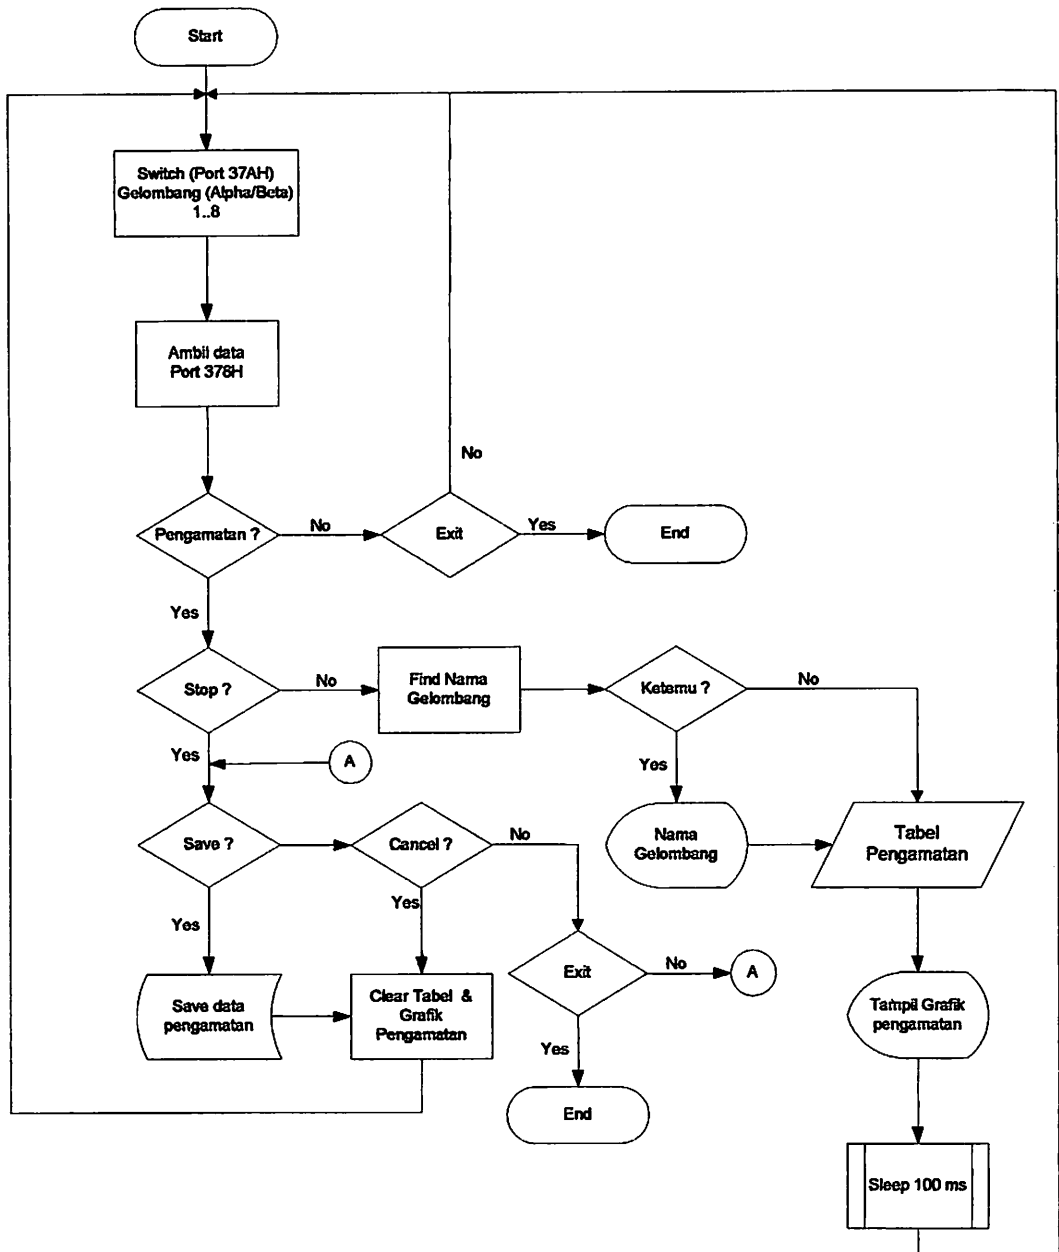 Start
Switch (Port 37AH)
Gelombang (Alpha/Beta)
1..8
Ambil data
Port 378H
No
Pengamatan ?
No
Exit
Yes
End
Yes
Stop ?
No
Find Nama
Gelombang
Ketemu ?
No
Yes
A
Yes
Save ?
Cancel ?
No
Nama
Gelombang
Tabel
Pengamatan
Yes
Yes
Exit
No
A
Save data
pengamatan
Clear Tabel &
Grafik
Pengamatan
Tampil Grafik
pengamatan
Yes
End
Sleep 100 ms